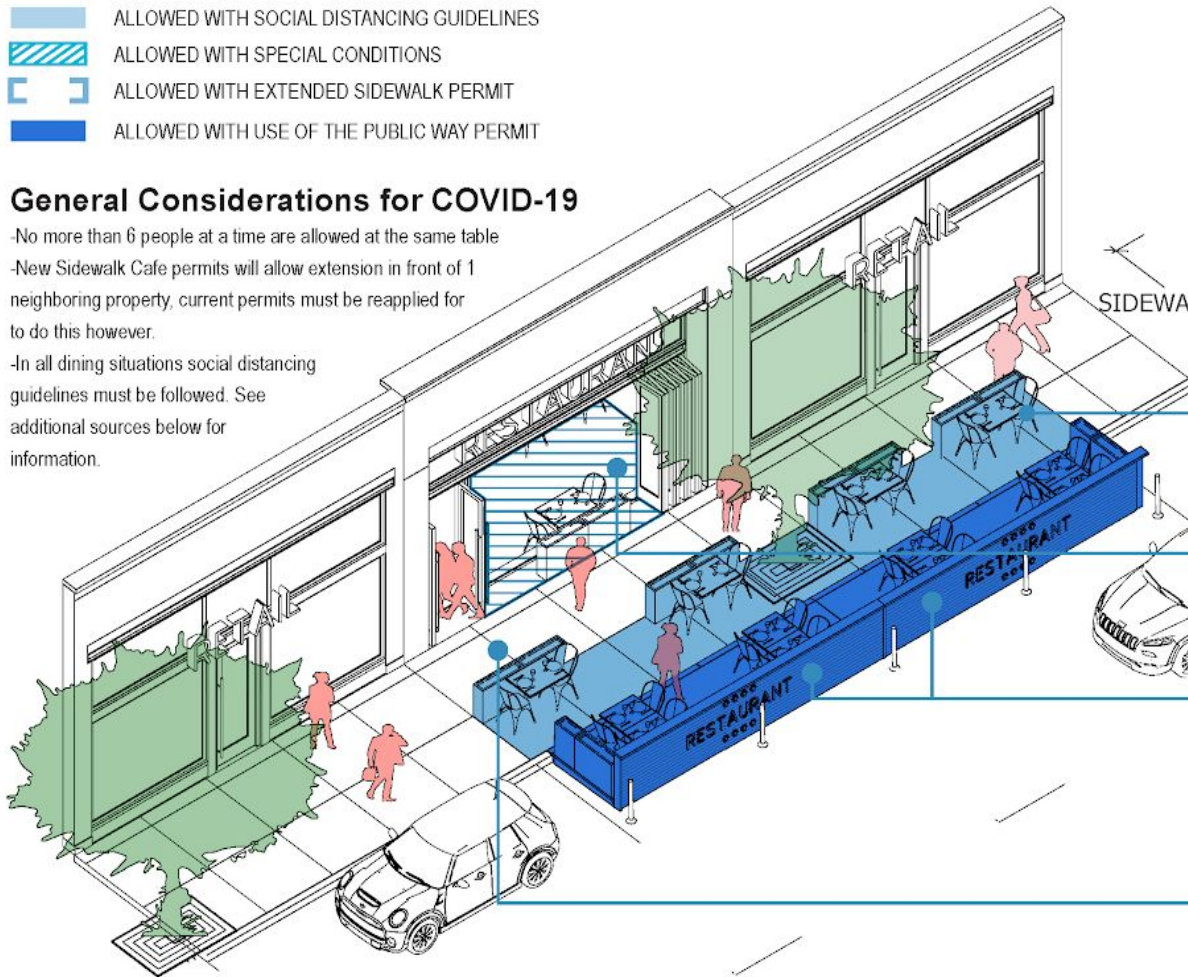 ALLOWED WITH SOCIAL DISTANCING GUIDELINES
ALLOWED WITH SPECIAL CONDITIONS
ALLOWED WITH EXTENDED SIDEWALK PERMIT
ALLOWED WITH USE OF THE PUBLIC WAY PERMIT
General Considerations for COVID-19
-No more than 6 people at a time are allowed at the same table
-New Sidewalk Cafe permits will allow extension in front of 1
neighboring property, current permits must be reapplied for
to do this however.
-In all dining situations social distancing
guidelines must be followed. See
additional sources below for
information.
RETAIL
SIDEWA
RESTAURANT
RETAIL
RESTAURANT
RESTAURANT